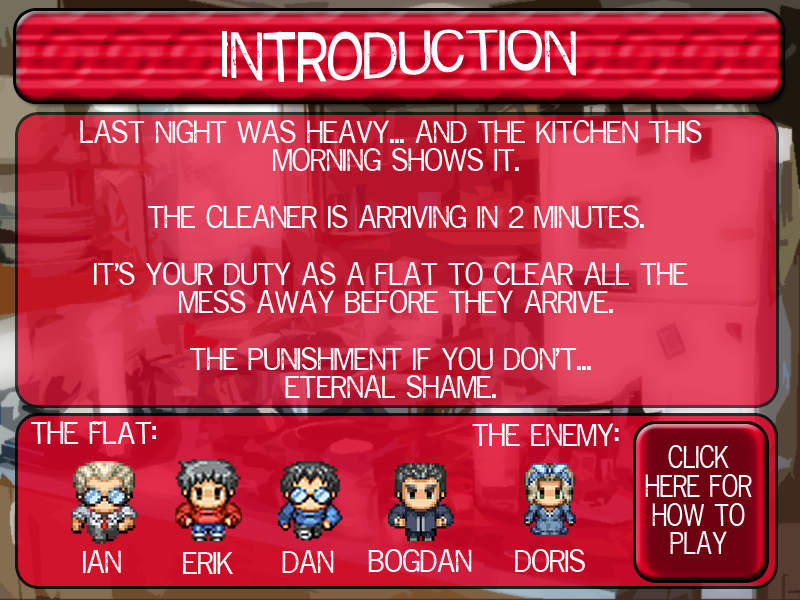 INTRODUCTION
LAST NIGHT WAS HEAVY... AND THE KITCHEN THIS
MORNING SHOWS IT.
THE CLEANER IS ARRIVING IN 2 MINUTES.
IT'S YOUR DUTY AS A FLAT TO CLEAR ALL THE
MESS AWAY BEFORE THEY ARRIVE.
THE PUNISHMENT IF YOU DON'T...
ETERNAL SHAME.
THE FLAT:
IAN
ERIK
DAN
BOGDAN
THE ENEMY:
DORIS
CLICK
HERE FOR
HOW TO
PLAY